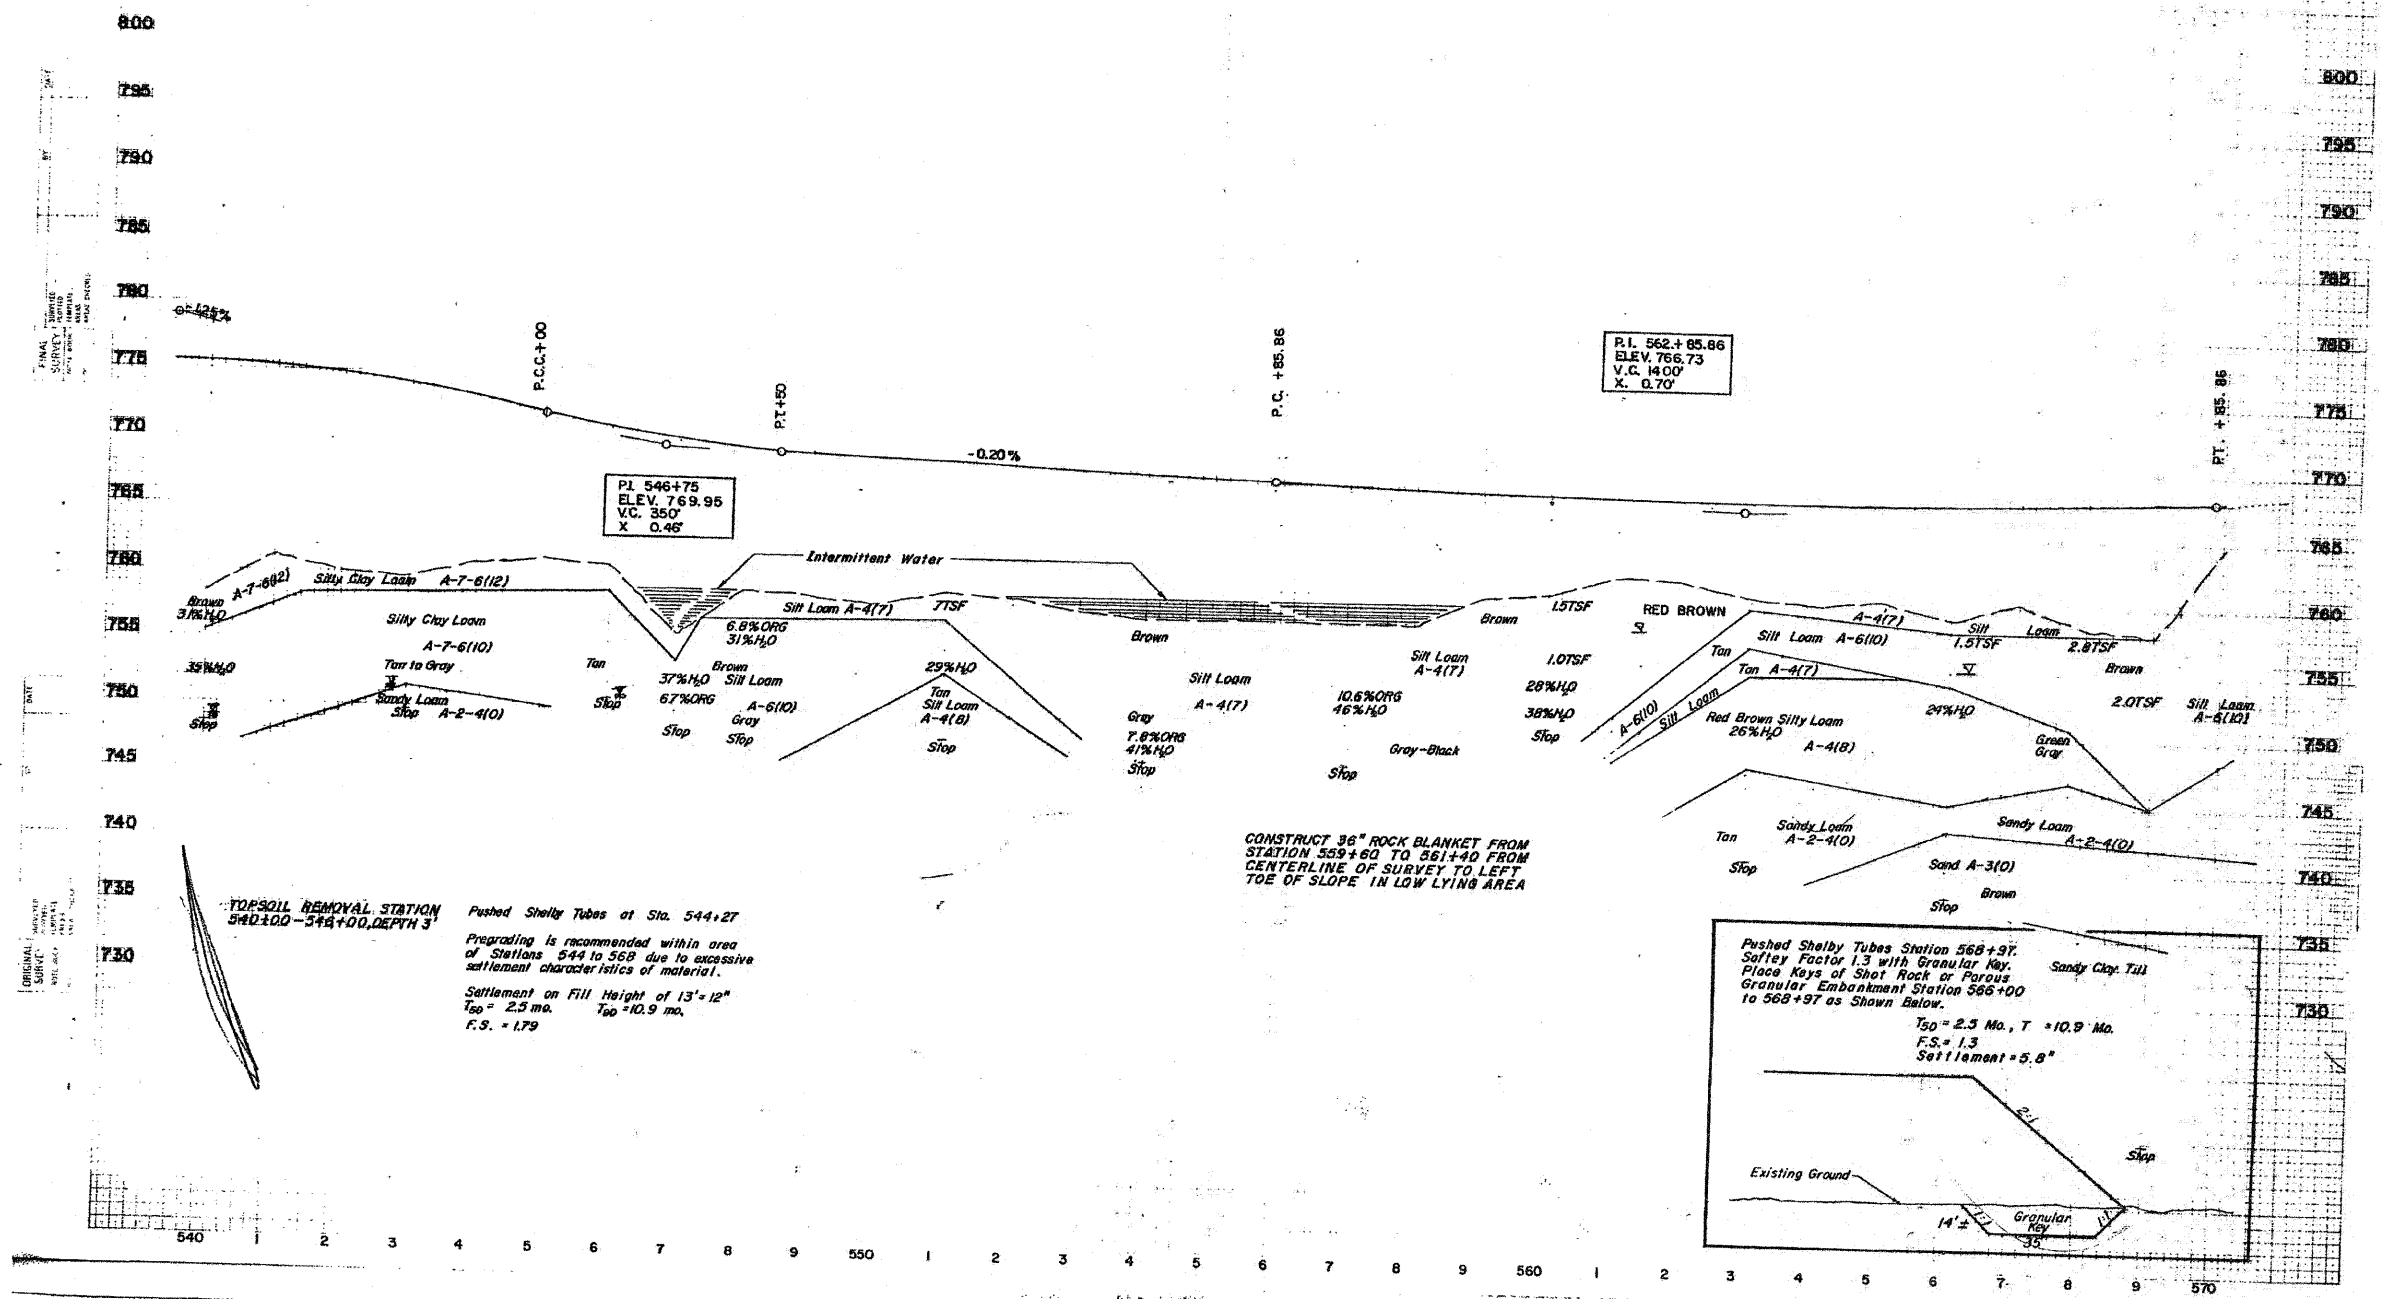 800
795
790
785
780
775
770
765
760
755
750
745
740
735
730
800
795
790
785
780
775
770
765
760
755
750
745
740
735
730
FINAL
SURVEY
ORIGINAL
SURVEY
DATE
BY
DATE
P.C.C.+00
P.T.+50
P.C. +85.86
P.T. +85.86
-0.20%
P.I. 546+75
ELEV. 769.95
V.C. 350'
X 0.46'
P.I. 562+85.86
ELEV. 766.73
V.C. 1400'
X. 0.70'
Intermittent Water
Brown
31%H2O
A-7-6(12)
Silty Clay Loam A-7-6(12)
Silty Clay Loam
A-7-6(10)
Tan to Gray
35%H2O
Stop
Sandy Loam
Stop A-2-4(0)
Tan
Stop
Silt Loam A-4(7)
.7TSF
6.8%ORG
31%H2O
Brown
37%H2O Silt Loam
6.7%ORG
A-6(10)
Gray
Stop
Stop
29%H2O
Tan
Silt Loam
A-4(8)
Stop
Brown
Silt Loam
A-4(7)
Gray
7.8%ORG
41%H2O
Stop
10.6%ORG
46%H2O
Silt Loam
A-4(7)
Gray-Black
Stop
Brown
1.5TSF
1.0TSF
28%H2O
38%H2O
Stop
RED BROWN
A-6(10)
Silt Loam
Tan
Silt Loam A-6(10)
Tan A-4(7)
A-4(7)
Silt Loam
1.5TSF
2.8TSF
Brown
2.0TSF
Silt Loam
A-6(10)
Red Brown Silty Loam
26%H2O
A-4(8)
24%H2O
Green
Gray
Tan
Sandy Loam
A-2-4(0)
Stop
Sandy Loam
A-2-4(0)
Sand A-3(0)
Brown
Stop
Sandy Clay Till
Stop
CONSTRUCT 36" ROCK BLANKET FROM
STATION 559+60 TO 561+40 FROM
CENTERLINE OF SURVEY TO LEFT
TOE OF SLOPE IN LOW LYING AREA
TOPSOIL REMOVAL STATION
540+00-546+00, DEPTH 3'
Pushed Shelby Tubes at Sta. 544+27
Pregrading is recommended within area
of Stations 544 to 568 due to excessive
settlement characteristics of material.
Settlement on Fill Height of 13'=12"
T50= 2.5 mo. T90=10.9 mo.
F.S. = 1.79
Pushed Shelby Tubes Station 568+97.
Saftey Factor 1.3 with Granular Key.
Place Keys of Shot Rock or Porous
Granular Embankment Station 566+00
to 568+97 as Shown Below.
T50=2.5 Mo., T =10.9 Mo.
F.S.= 1.3
Settlement=5.8"
2:1
Existing Ground
14'±
1:1
Granular
Key
35'
1:1
540 1 2 3 4 5 6 7 8 9 550 1 2 3 4 5 6 7 8 9 560 1 2 3 4 5 6 7 8 9 570